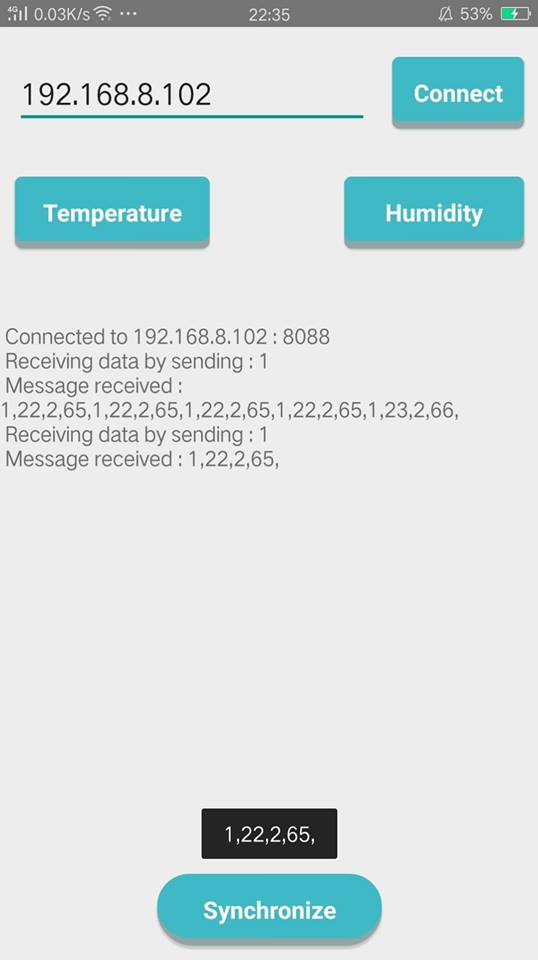 4G 0.03K/s ... 22:35 53%
192.168.8.102 Connect
Temperature Humidity
Connected to 192.168.8.102 : 8088
Receiving data by sending : 1
Message received :
1,22,2,65,1,22,2,65,1,22,2,65,1,22,2,65,1,23,2,66,
Receiving data by sending : 1
Message received : 1,22,2,65,
1,22,2,65,
Synchronize